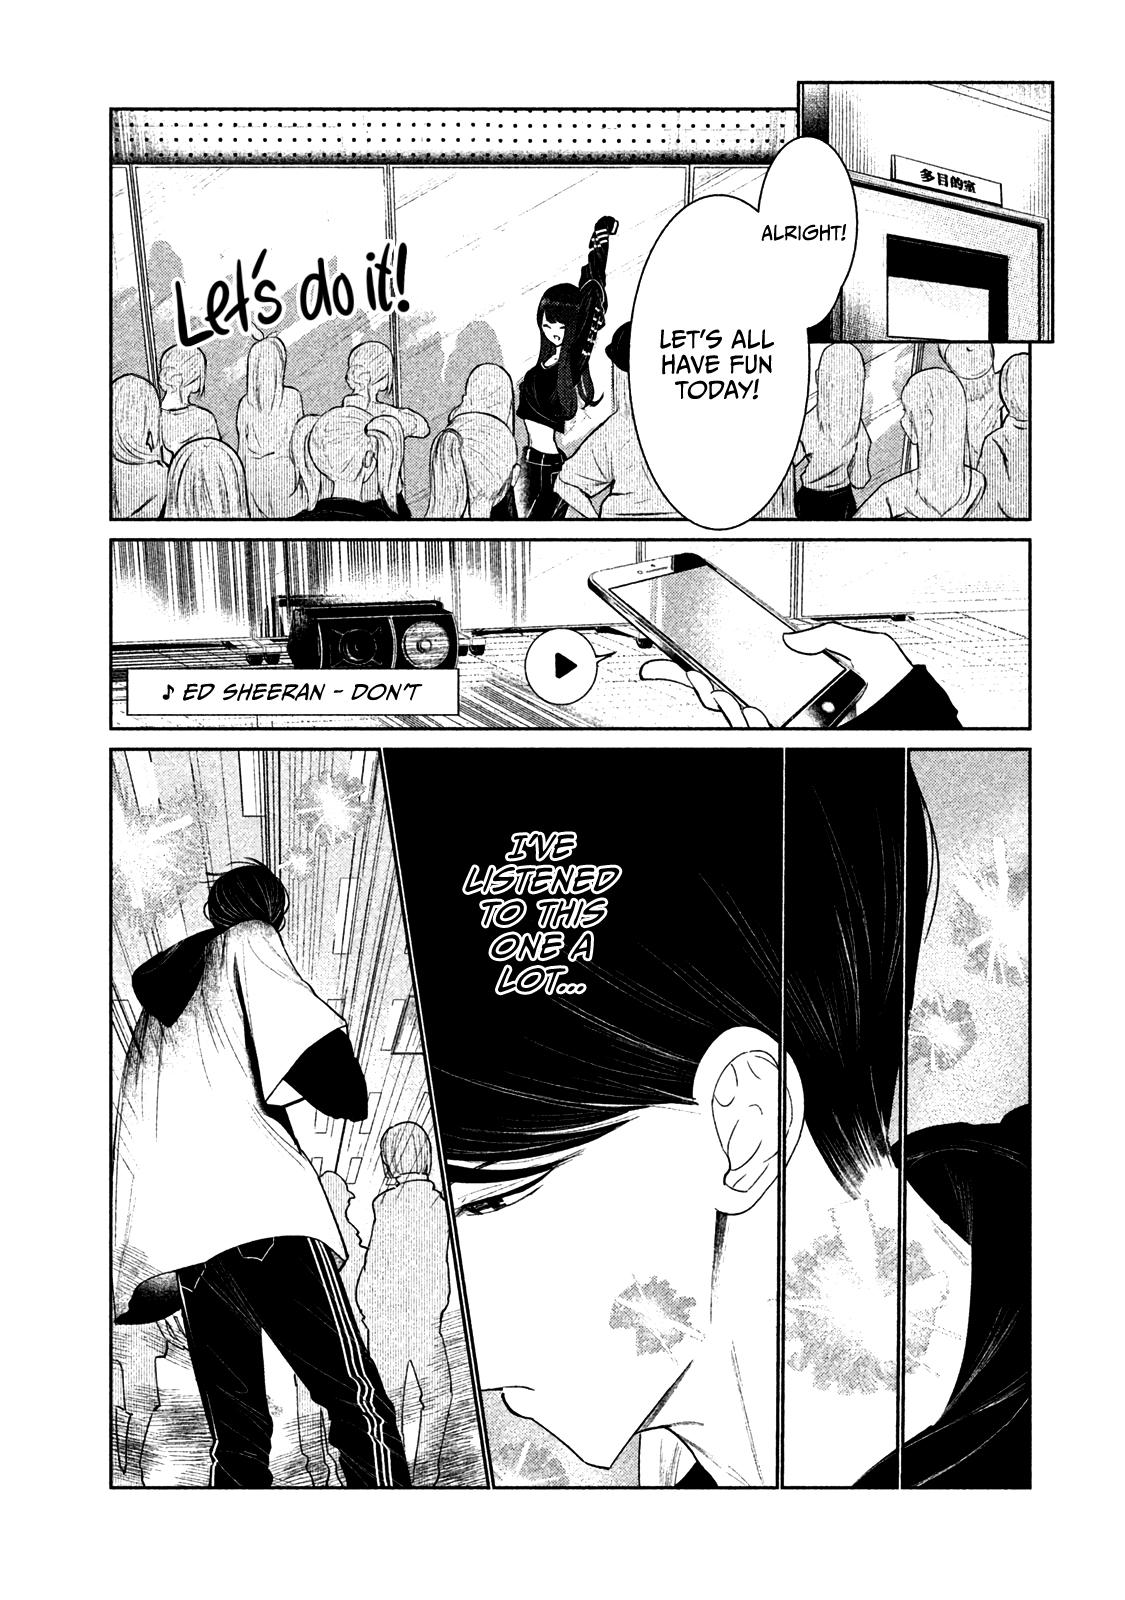 多目的室
ALRIGHT!
LET'S ALL
HAVE FUN
TODAY!
Let's do it!
♪ ED SHEERAN - DON'T
I'VE
LISTENED
TO THIS
ONE A
LOT...